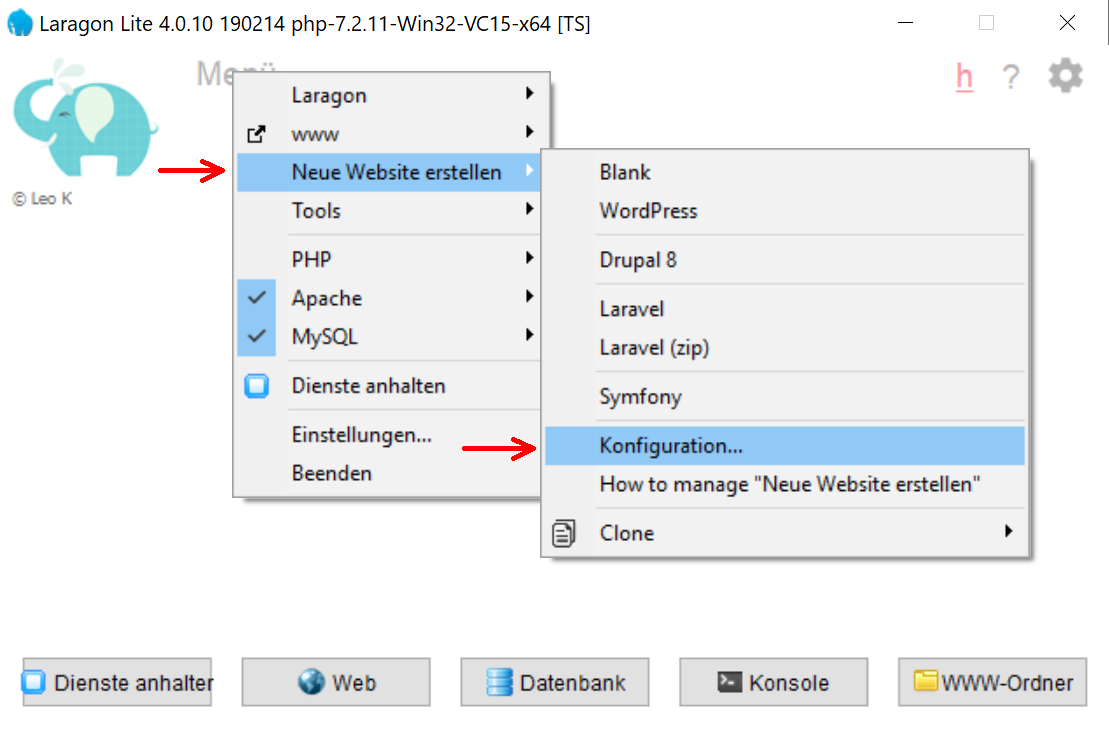 Laragon Lite 4.0.10 190214 php-7.2.11-Win32-VC15-x64 [TS]
Menü
h ?
© Leo K
Laragon
www
Neue Website erstellen
Tools
PHP
Apache
MySQL
Dienste anhalten
Einstellungen...
Beenden
Blank
WordPress
Drupal 8
Laravel
Laravel (zip)
Symfony
Konfiguration...
How to manage "Neue Website erstellen"
Clone
Dienste anhalter
Web
Datenbank
Konsole
WWW-Ordner